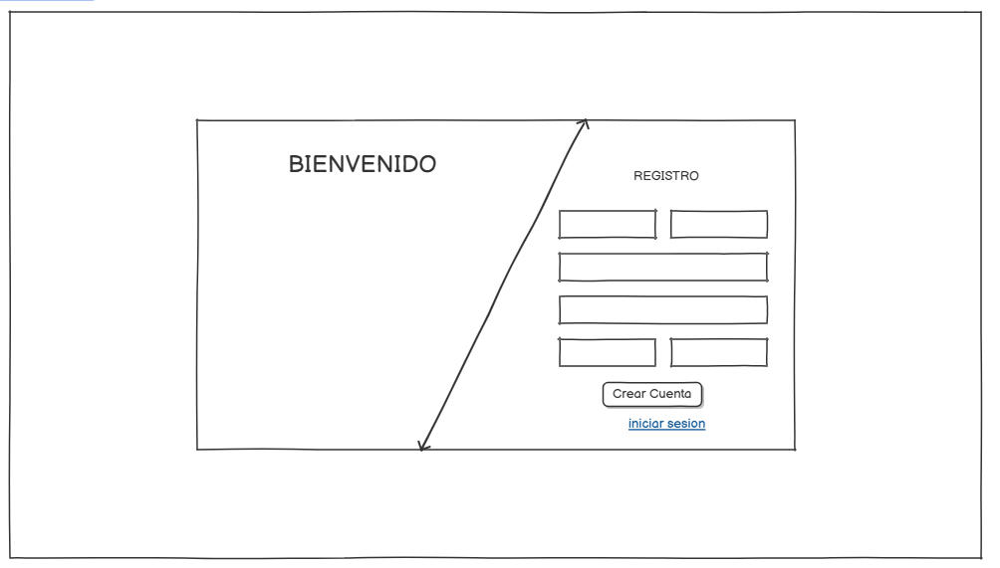 BIENVENIDO
REGISTRO
Crear Cuenta
iniciar sesion